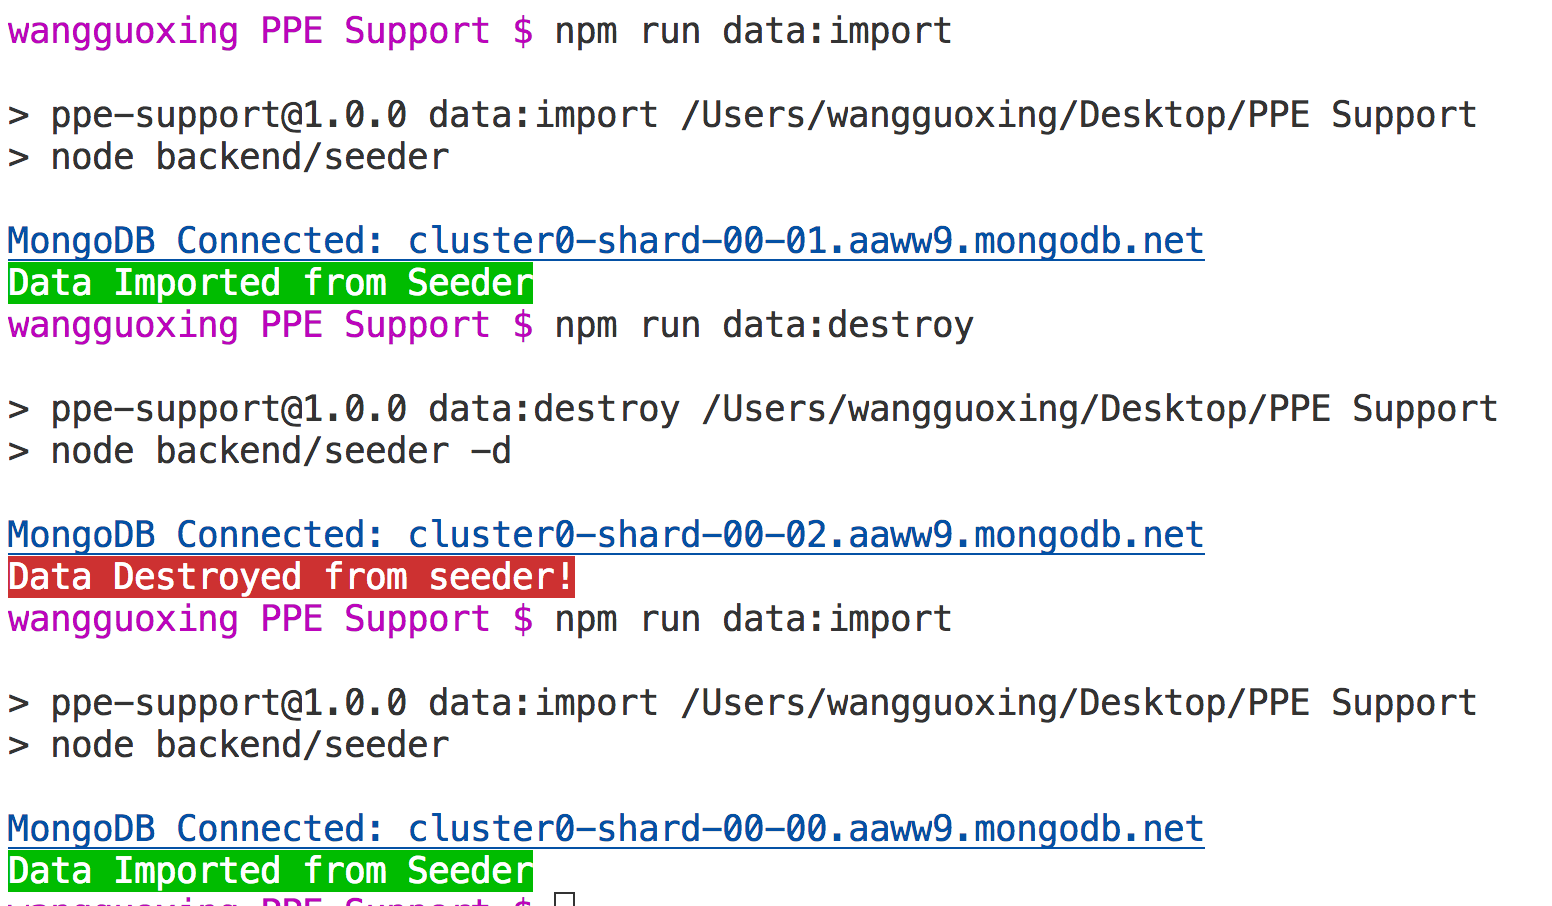 wangguoxing PPE Support $ npm run data:import
> ppe-support@1.0.0 data:import /Users/wangguoxing/Desktop/PPE Support
> node backend/seeder
MongoDB Connected: cluster0-shard-00-01.aaww9.mongodb.net
Data Imported from Seeder
wangguoxing PPE Support $ npm run data:destroy
> ppe-support@1.0.0 data:destroy /Users/wangguoxing/Desktop/PPE Support
> node backend/seeder -d
MongoDB Connected: cluster0-shard-00-02.aaww9.mongodb.net
Data Destroyed from seeder!
wangguoxing PPE Support $ npm run data:import
> ppe-support@1.0.0 data:import /Users/wangguoxing/Desktop/PPE Support
> node backend/seeder
MongoDB Connected: cluster0-shard-00-00.aaww9.mongodb.net
Data Imported from Seeder
wangguoxing PPE Support $